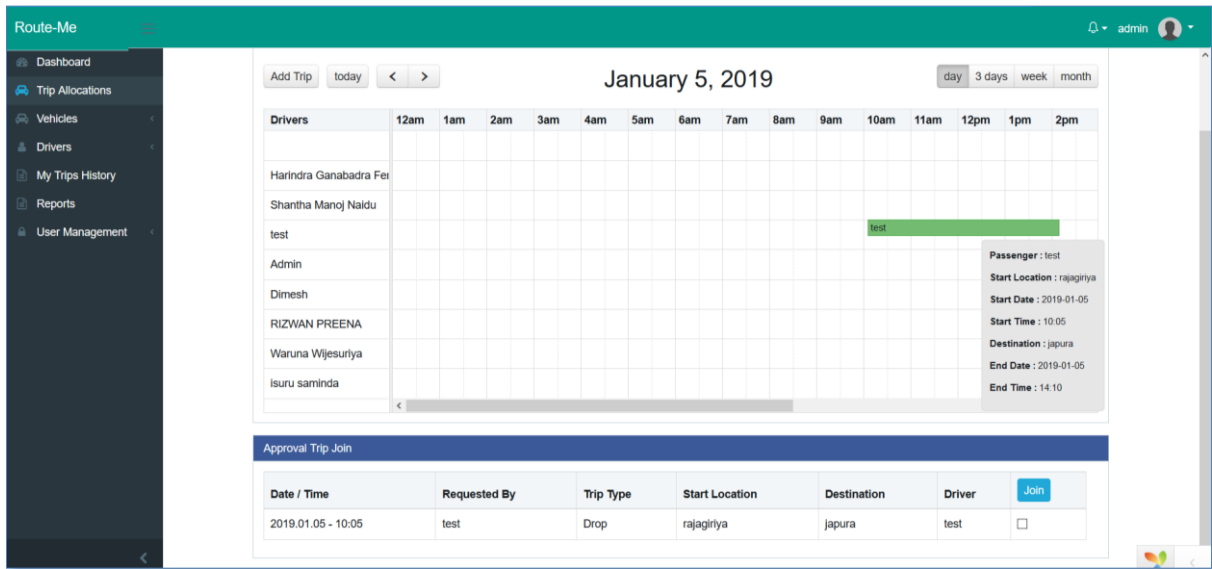 Route-Me
admin
Dashboard
Trip Allocations
Vehicles
Drivers
My Trips History
Reports
User Management
Add Trip today < > January 5, 2019 day 3 days week month
Drivers 12am 1am 2am 3am 4am 5am 6am 7am 8am 9am 10am 11am 12pm 1pm 2pm
Harindra Ganabadra Fer
Shantha Manoj Naidu
test test
Admin
Dimesh
RIZWAN PREENA
Waruna Wijesuriya
isuru saminda
Passenger : test
Start Location : rajagiriya
Start Date : 2019-01-05
Start Time : 10:05
Destination : japura
End Date : 2019-01-05
End Time : 14:10
Approval Trip Join
Date / Time Requested By Trip Type Start Location Destination Driver Join
2019.01.05 - 10:05 test Drop rajagiriya japura test